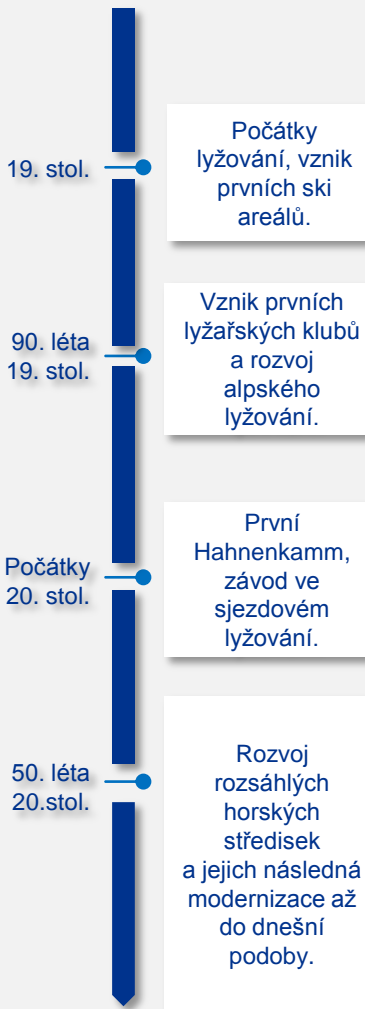 19. stol.
Počátky
lyžování, vznik
prvních ski
areálů.
90. léta
19. stol.
Vznik prvních
lyžařských klubů
a rozvoj
alpského
lyžování.
Počátky
20. stol.
První
Hahnenkamm,
závod ve
sjezdovém
lyžování.
50. léta
20.stol.
Rozvoj
rozsáhlých
horských
středisek
a jejich následná
modernizace až
do dnešní
podoby.